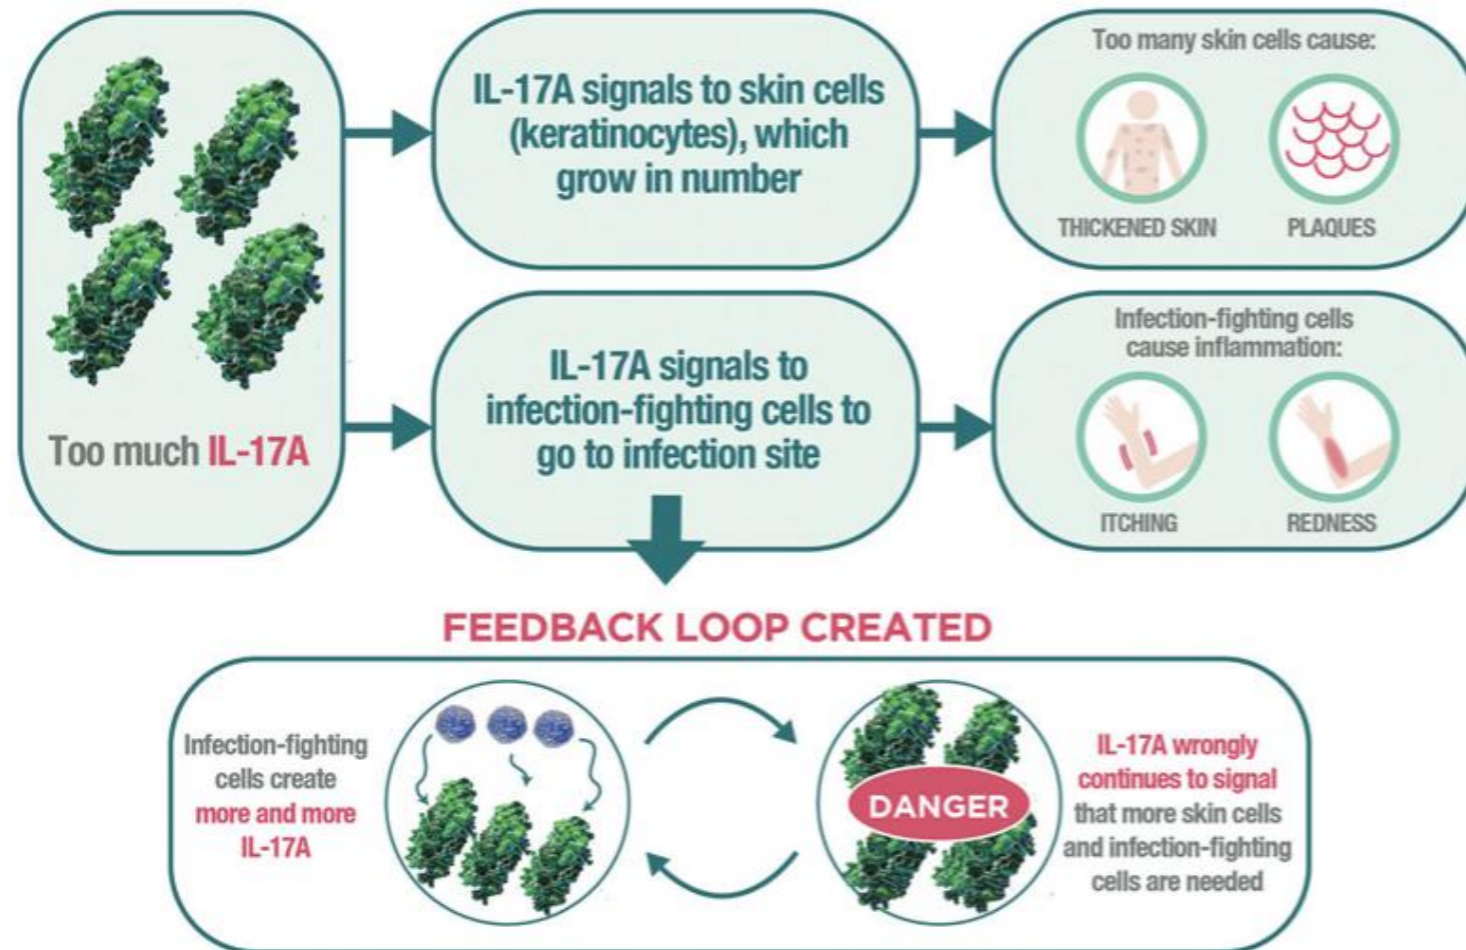 Too much IL-17A
IL-17A signals to skin cells
(keratinocytes), which
grow in number
Too many skin cells cause:
THICKENED SKIN
PLAQUES
IL-17A signals to
infection-fighting cells to
go to infection site
Infection-fighting cells
cause inflammation:
ITCHING
REDNESS
FEEDBACK LOOP CREATED
Infection-fighting
cells create
more and more
IL-17A
DANGER
IL-17A wrongly
continues to signal
that more skin cells
and infection-fighting
cells are needed